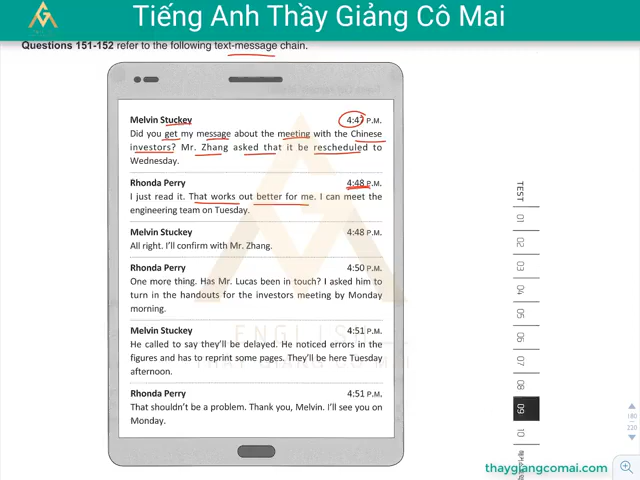 Tiếng Anh Thầy Giảng Cô Mai
Questions 151-152 refer to the following text-message chain.
Melvin Stuckey 4:47 P.M.
Did you get my message about the meeting with the Chinese
investors? Mr. Zhang asked that it be rescheduled to
Wednesday.
Rhonda Perry 4:48 P.M.
I just read it. That works out better for me. I can meet the
engineering team on Tuesday.
Melvin Stuckey 4:48 P.M.
All right. I'll confirm with Mr. Zhang.
Rhonda Perry 4:50 P.M.
One more thing. Has Mr. Lucas been in touch? I asked him to
turn in the handouts for the investors meeting by Monday
morning.
ENGLISH
Melvin Stuckey 4:51 P.M.
He called to say they'll be delayed. He noticed errors in the
figures and has to reprint some pages. They'll be here Tuesday
afternoon.
Rhonda Perry 4:51 P.M.
That shouldn't be a problem. Thank you, Melvin. I'll see you on
Monday.
TEST
01
02
03
04
05
06
07
08
09
10
180
220
thaygiangcomai.com